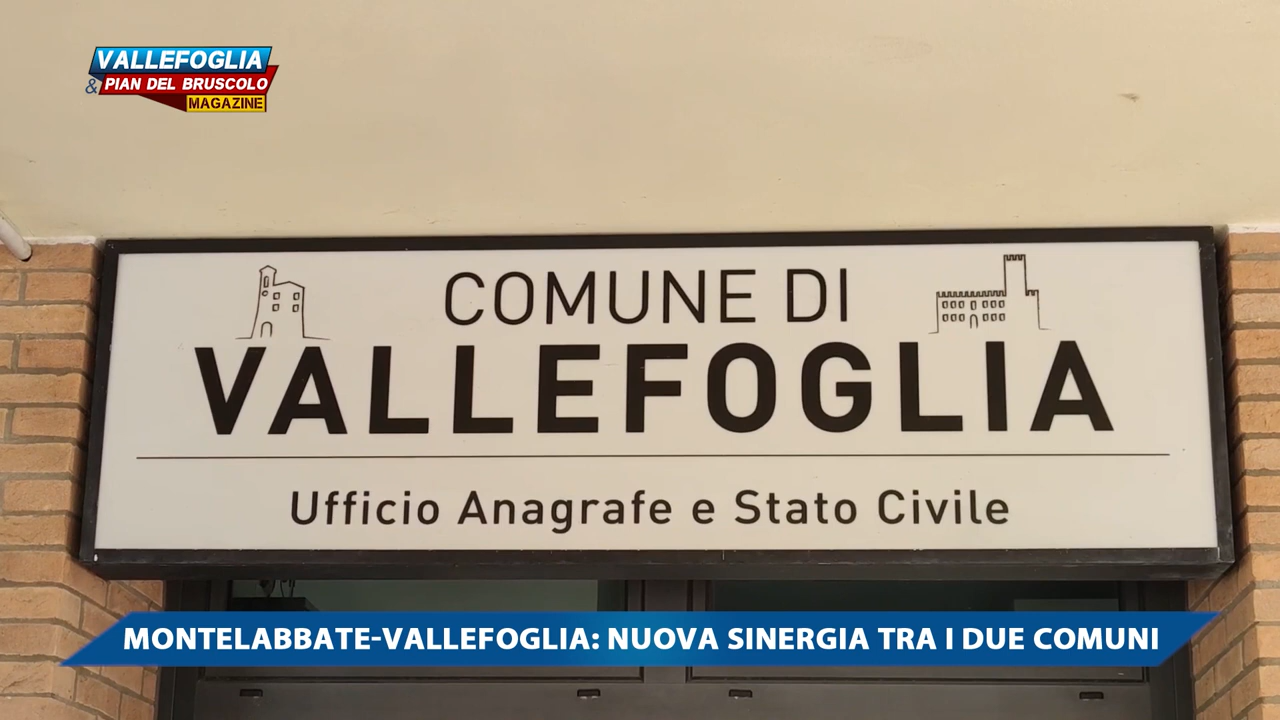 VALLEFOGLIA
& PIAN DEL BRUSCOLO
MAGAZINE
COMUNE DI
VALLEFOGLIA
Ufficio Anagrafe e Stato Civile
MONTELABBATE-VALLEFOGLIA: NUOVA SINERGIA TRA I DUE COMUNI